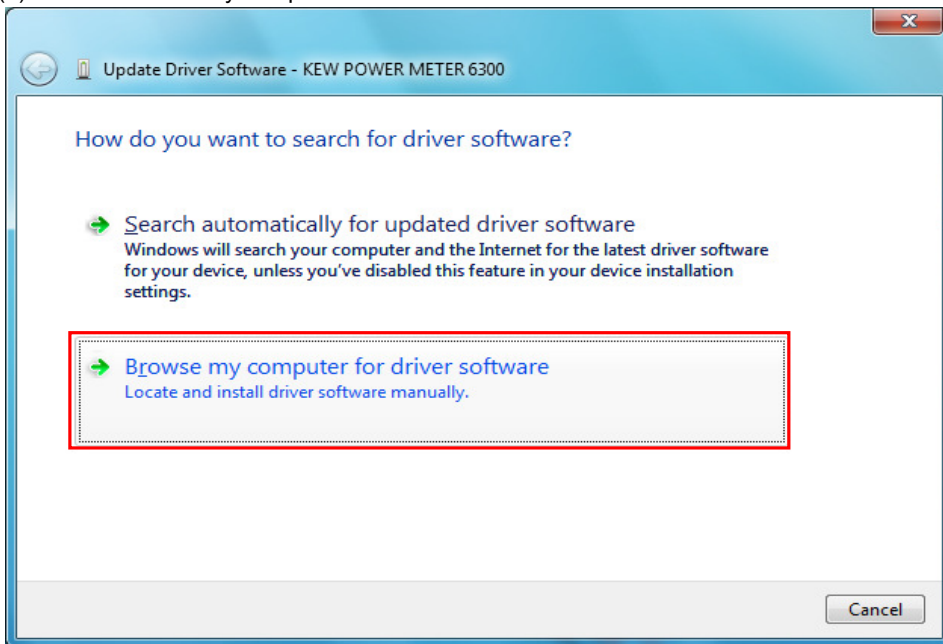 Update Driver Software - KEW POWER METER 6300
How do you want to search for driver software?
Search automatically for updated driver software
Windows will search your computer and the Internet for the latest driver software
for your device, unless you've disabled this feature in your device installation
settings.
Browse my computer for driver software
Locate and install driver software manually.
Cancel